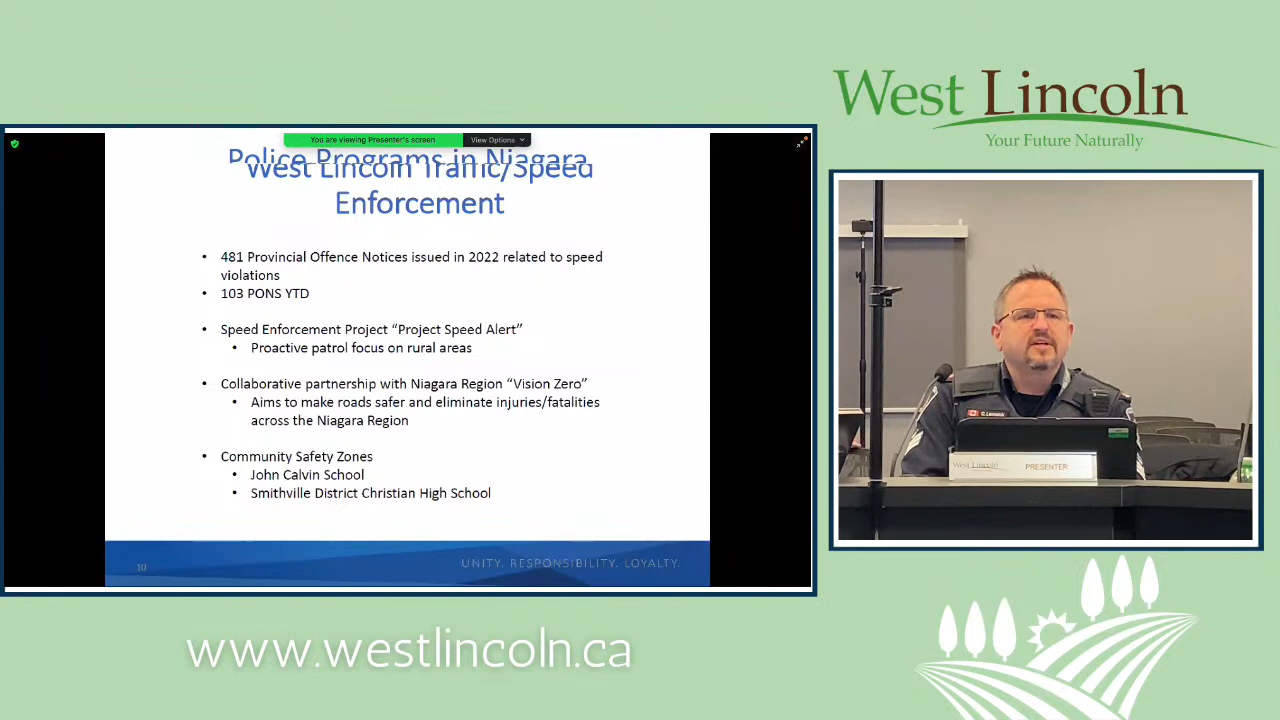 West Lincoln
Your Future Naturally
You are viewing Presenter's screen
View Options
Police Programs in Niagara
West Lincoln Traffic/Speed
Enforcement
• 481 Provincial Offence Notices issued in 2022 related to speed
violations
• 103 PONS YTD
• Speed Enforcement Project “Project Speed Alert”
• Proactive patrol focus on rural areas
• Collaborative partnership with Niagara Region “Vision Zero”
• Aims to make roads safer and eliminate injuries/fatalities
across the Niagara Region
• Community Safety Zones
• John Calvin School
• Smithville District Christian High School
10
UNITY. RESPONSIBILITY. LOYALTY.
West Lincoln
PRESENTER
www.westlincoln.ca